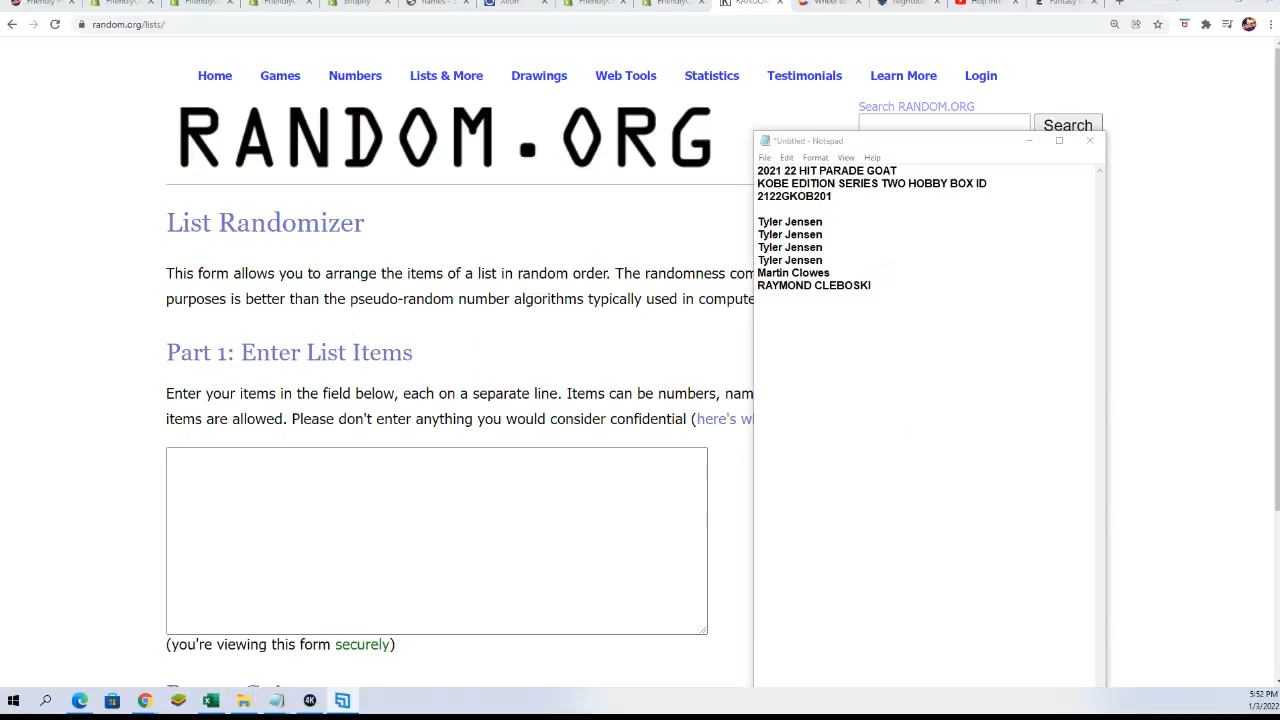 Friendly
Shopify
Xeon
random.org/lists/
Home Games Numbers Lists & More Drawings Web Tools Statistics Testimonials Learn More Login
Search RANDOM.ORG
RANDOM.ORG
Search
*Untitled - Notepad
File Edit Format View Help
2021 22 HIT PARADE GOAT
KOBE EDITION SERIES TWO HOBBY BOX ID
2122GKOB201
Tyler Jensen
Tyler Jensen
Tyler Jensen
Tyler Jensen
Martin Clowes
RAYMOND CLEBOSKI
List Randomizer
This form allows you to arrange the items of a list in random order. The randomness com
purposes is better than the pseudo-random number algorithms typically used in compute
Part 1: Enter List Items
Enter your items in the field below, each on a separate line. Items can be numbers, nam
items are allowed. Please don't enter anything you would consider confidential (here's w
(you're viewing this form securely)
4K
5:52 PM
1/3/2022